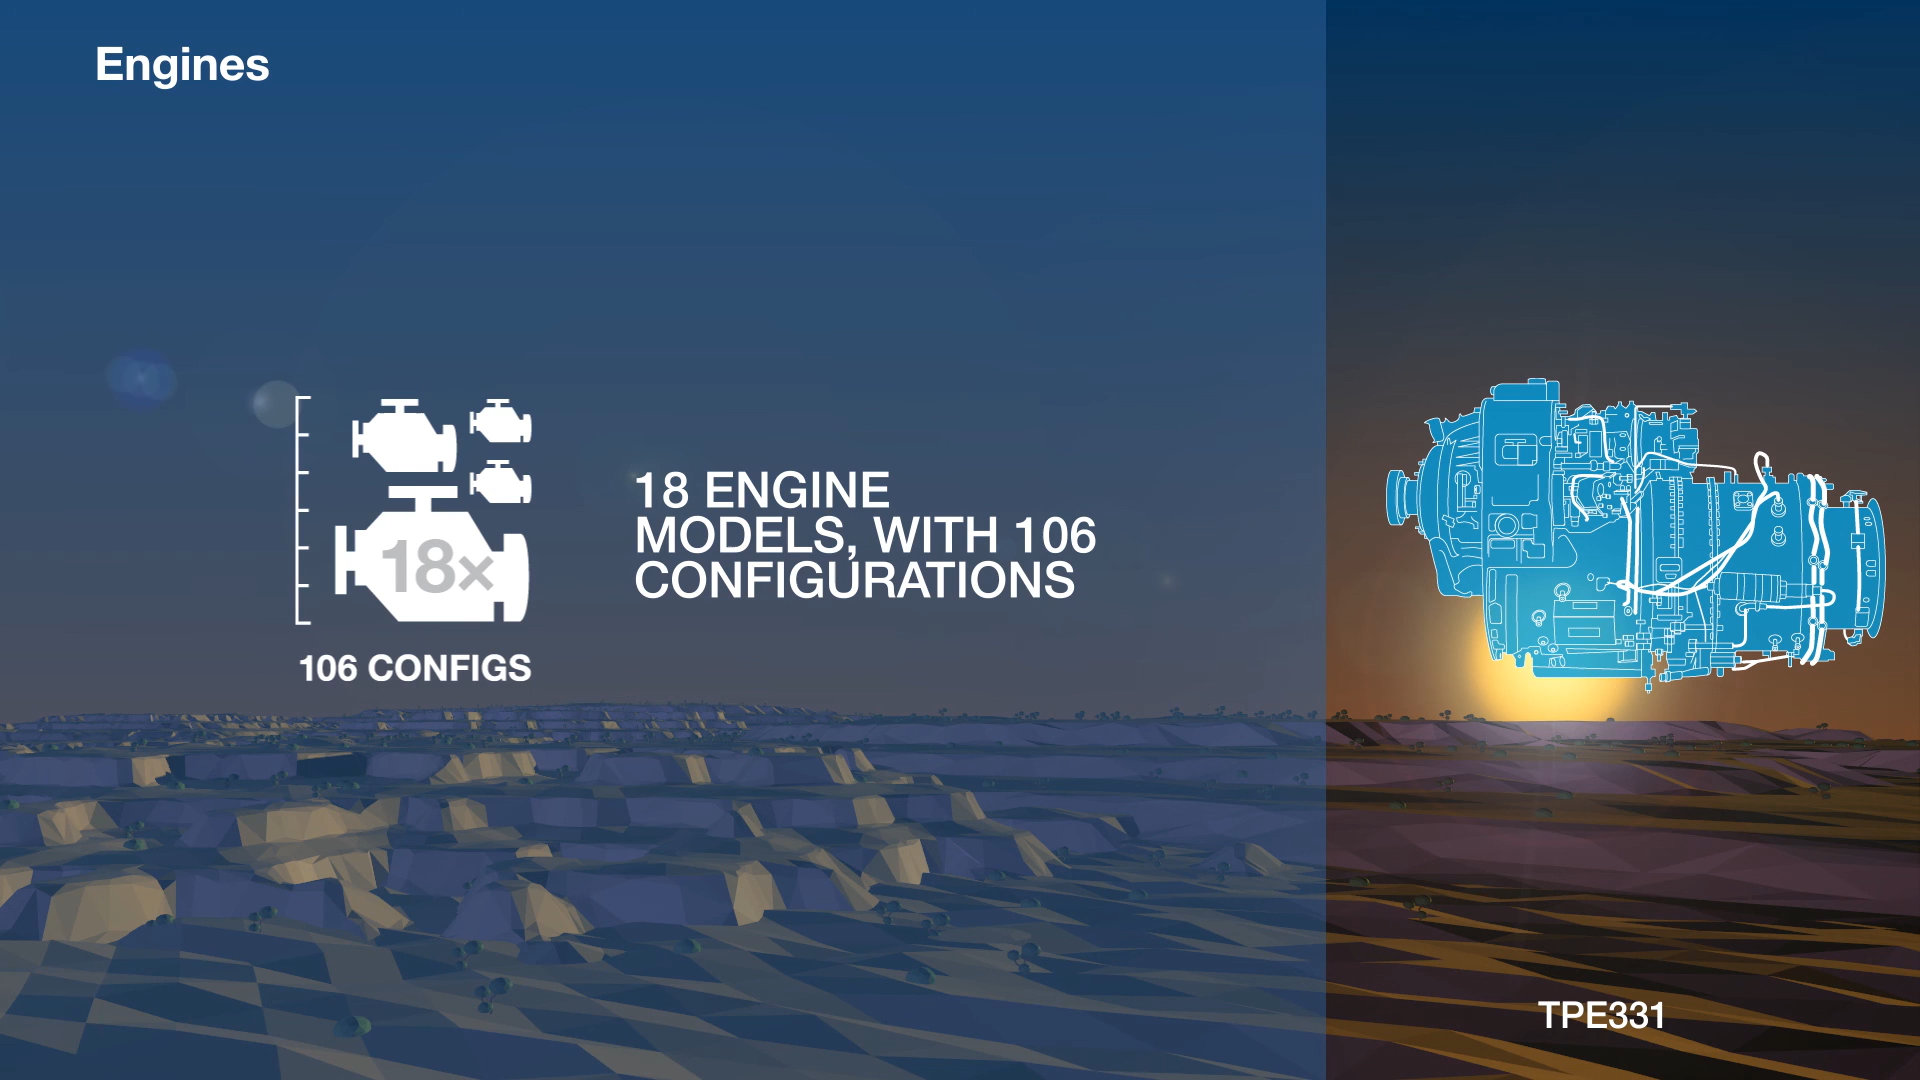 Engines
18×
106 CONFIGS
18 ENGINE
MODELS, WITH 106
CONFIGURATIONS
TPE331